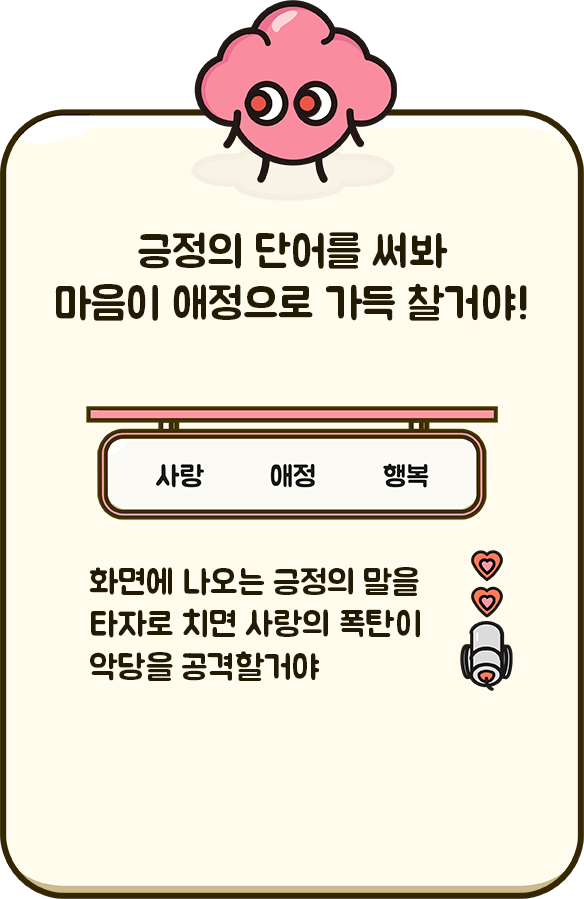 긍정의 단어를 써봐
마음이 애정으로 가득 찰거야!
사랑 애정 행복
화면에 나오는 긍정의 말을
타자로 치면 사랑의 폭탄이
악당을 공격할거야